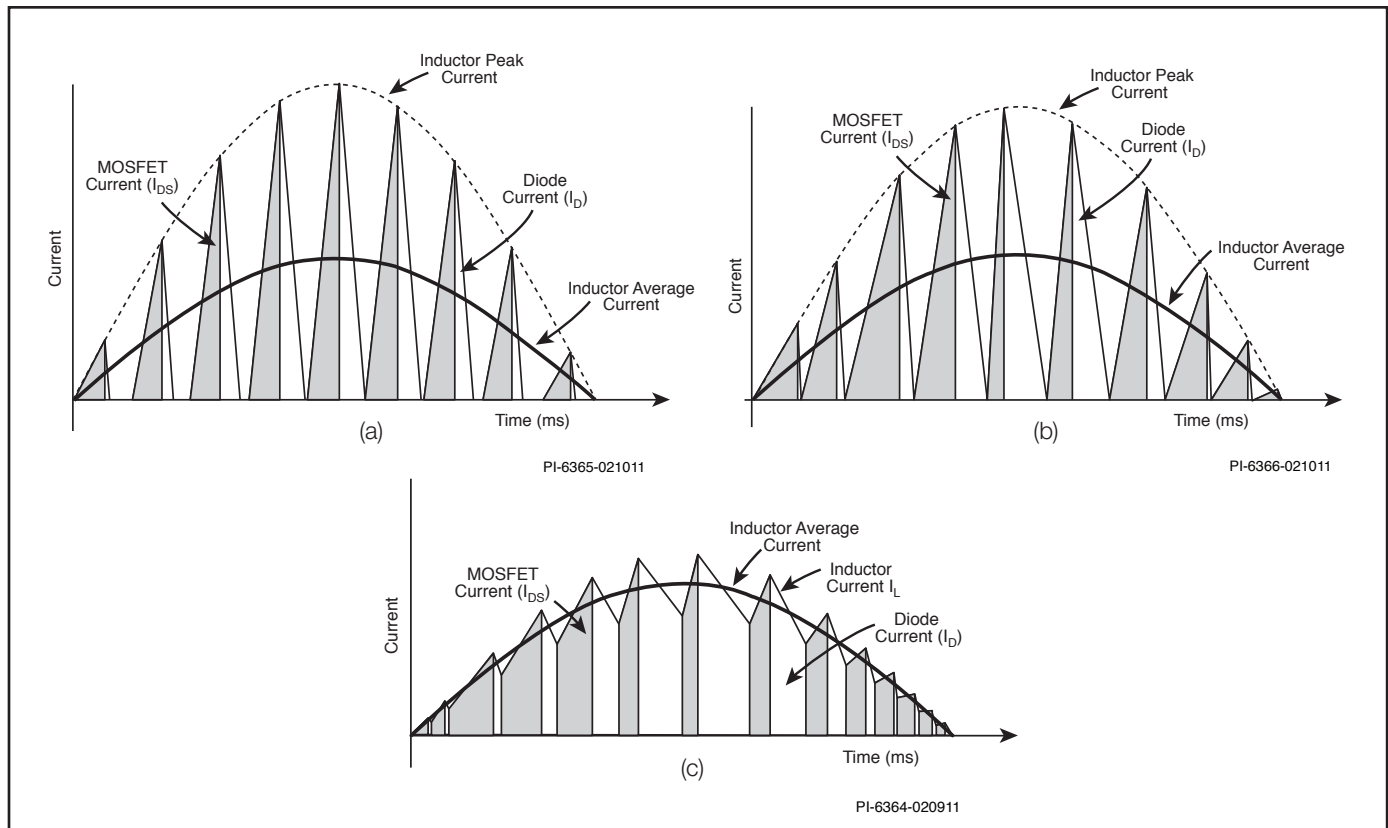 Inductor Peak
Current
MOSFET
Current (IDS)
Diode
Current (ID)
Inductor Average
Current
Current
Time (ms)
(a)
PI-6365-021011
Inductor Peak
Current
MOSFET
Current (IDS)
Diode
Current (ID)
Inductor Average
Current
Current
Time (ms)
(b)
PI-6366-021011
Inductor Average
Current
MOSFET
Current (IDS)
Inductor
Current IL
Diode
Current (ID)
Current
Time (ms)
(c)
PI-6364-020911